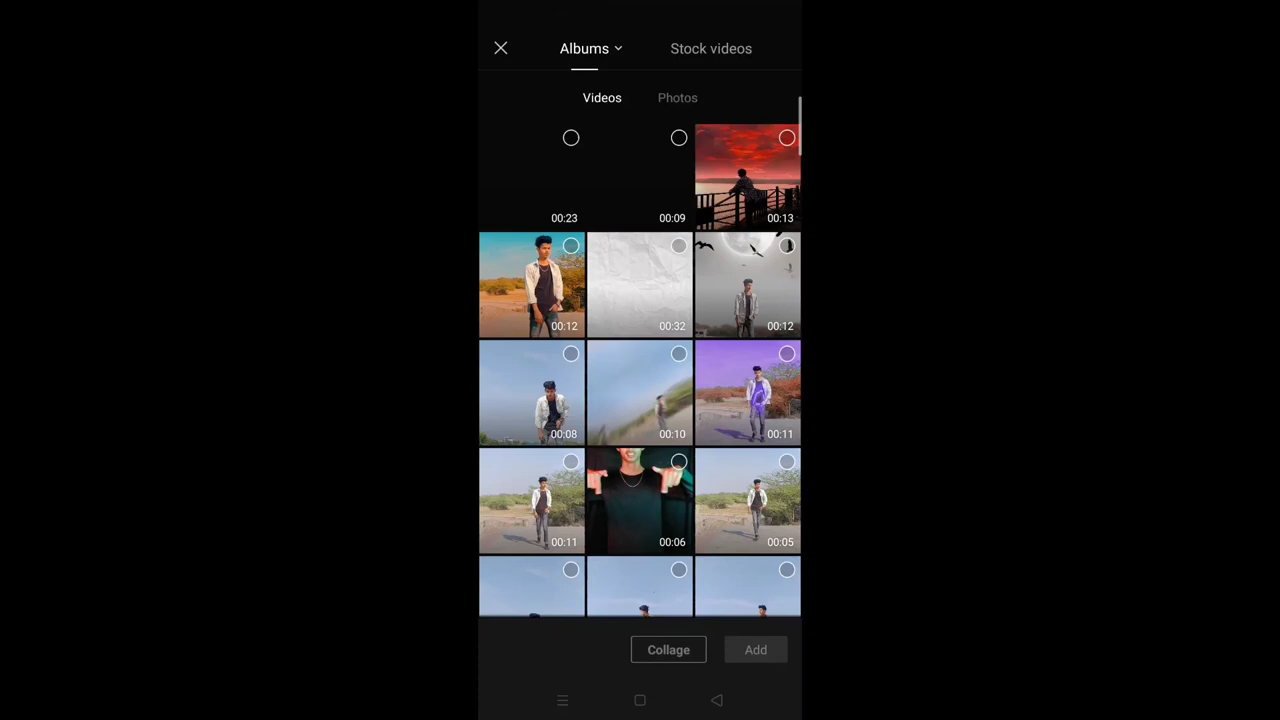 Albums Stock videos
Videos Photos
00:23 00:09 00:13
00:12 00:32 00:12
00:08 00:10 00:11
00:11 00:06 00:05
Collage Add